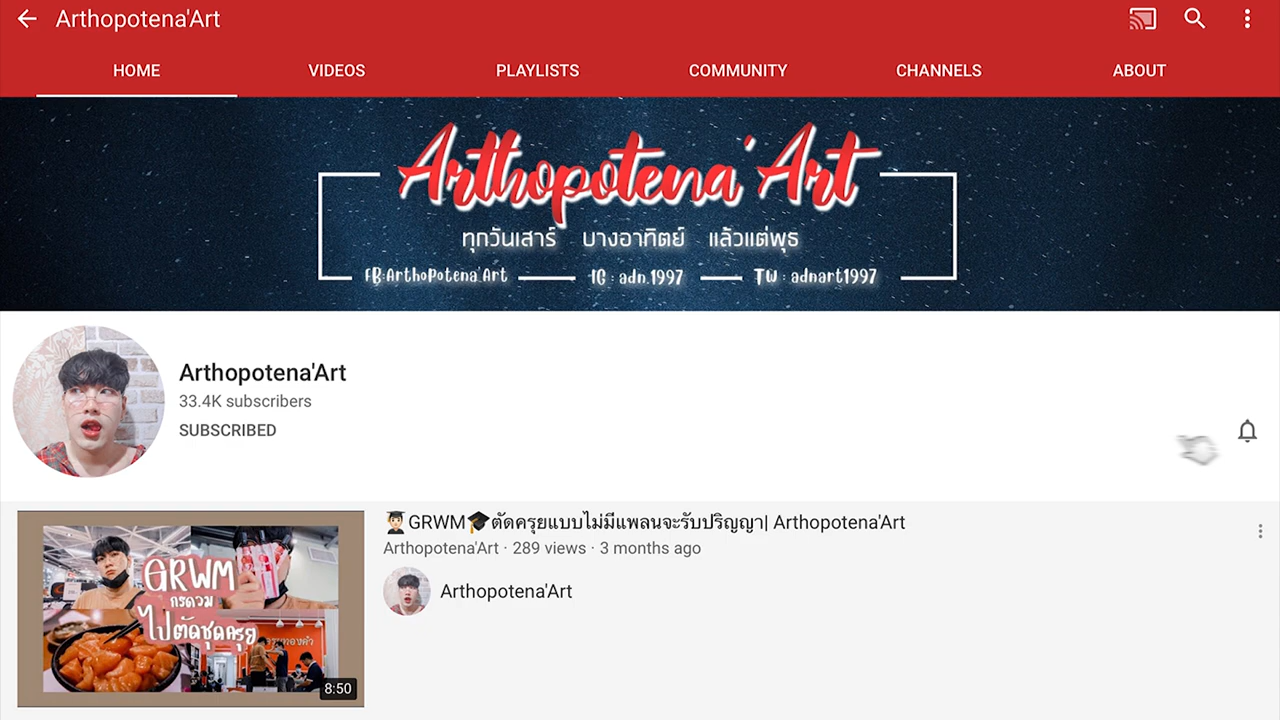 Arthopotena'Art
HOME VIDEOS PLAYLISTS COMMUNITY CHANNELS ABOUT
Arthopotena'Art
ทุกวันเสาร์ บางอาทิตย์ แล้วแต่พุธ
FB:ArthoPotena'Art IG : adn.1997 TW : adnart1997
Arthopotena'Art
33.4K subscribers
SUBSCRIBED
GRWM
กรดวม
ไปตัดชุดครุย
8:50
👨🏻‍🎓GRWM🎓ตัดครุยแบบไม่มีแพลนจะรับปริญญา| Arthopotena'Art
Arthopotena'Art · 289 views · 3 months ago
Arthopotena'Art